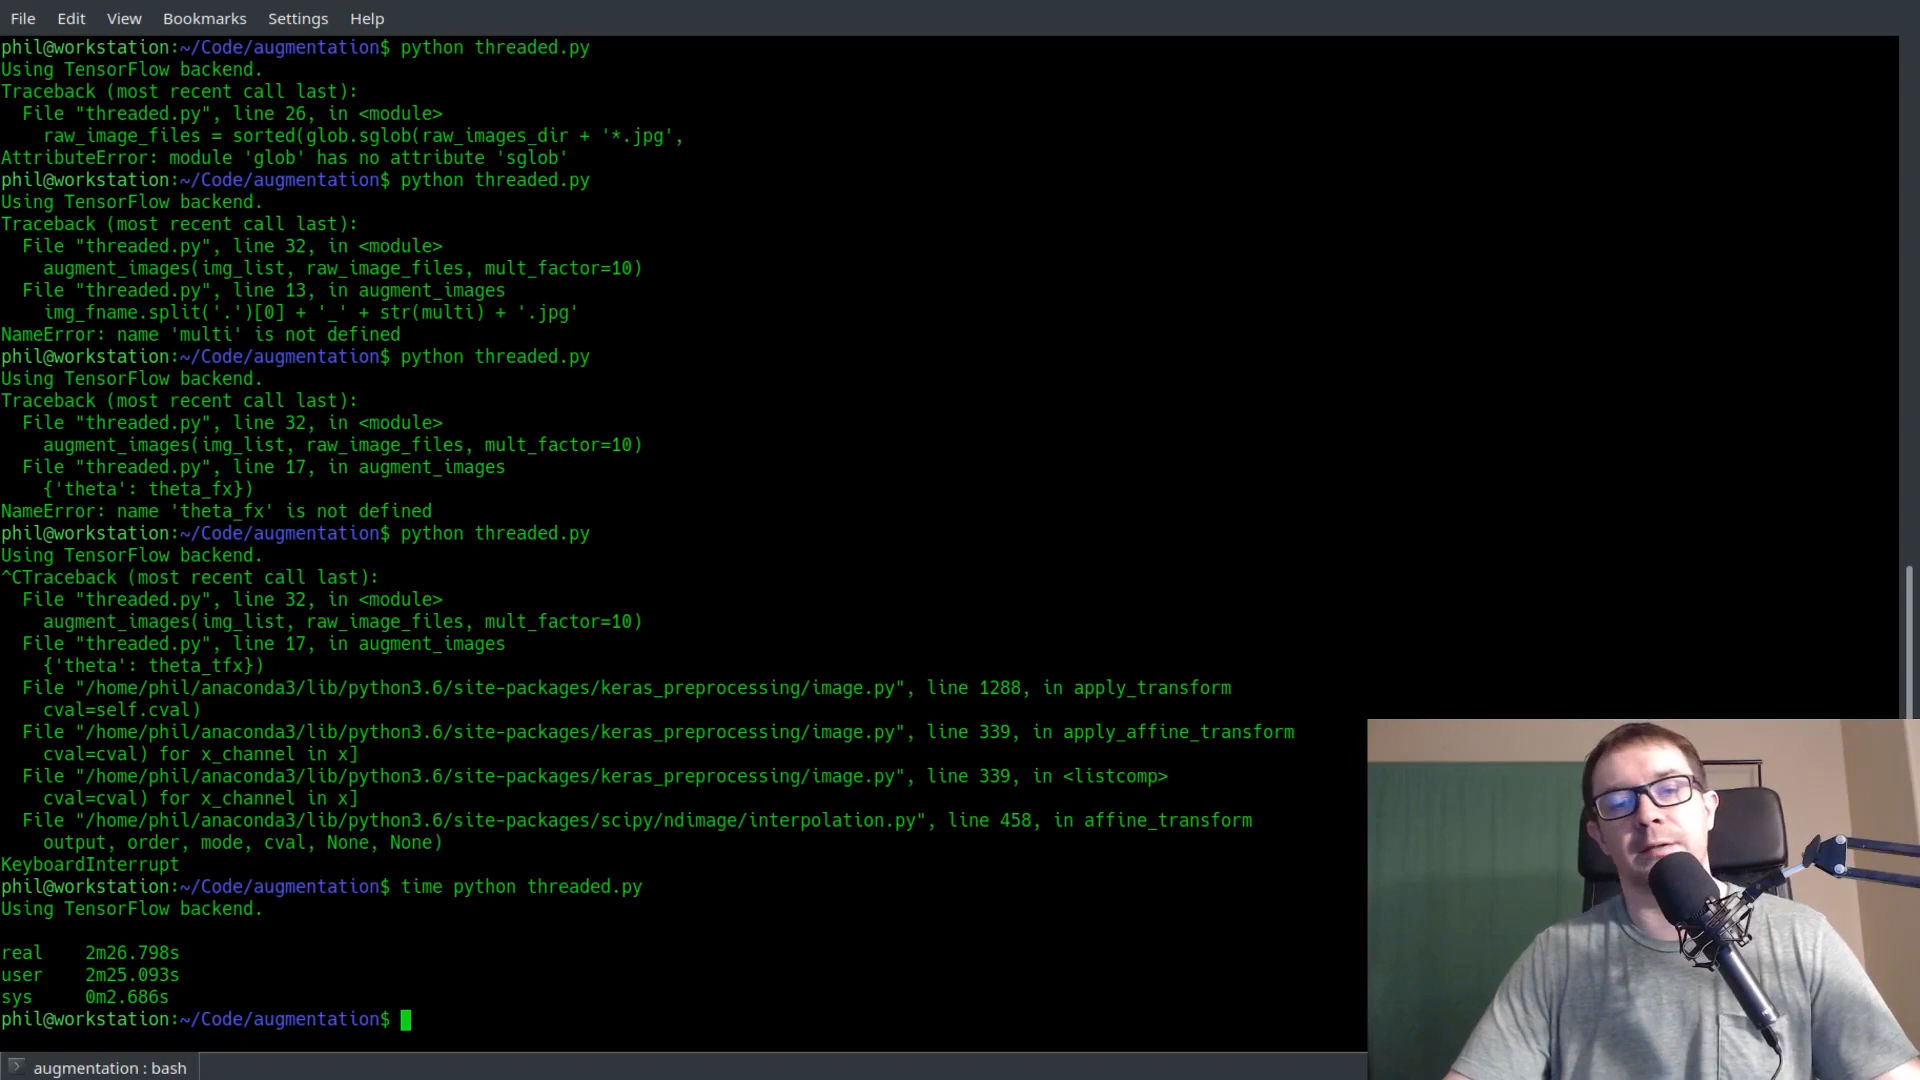 File Edit View Bookmarks Settings Help
phil@workstation:~/Code/augmentation$ python threaded.py
Using TensorFlow backend.
Traceback (most recent call last):
  File "threaded.py", line 26, in <module>
    raw_image_files = sorted(glob.sglob(raw_images_dir + '*.jpg',
AttributeError: module 'glob' has no attribute 'sglob'
phil@workstation:~/Code/augmentation$ python threaded.py
Using TensorFlow backend.
Traceback (most recent call last):
  File "threaded.py", line 32, in <module>
    augment_images(img_list, raw_image_files, mult_factor=10)
  File "threaded.py", line 13, in augment_images
    img_fname.split('.')[0] + '_' + str(multi) + '.jpg'
NameError: name 'multi' is not defined
phil@workstation:~/Code/augmentation$ python threaded.py
Using TensorFlow backend.
Traceback (most recent call last):
  File "threaded.py", line 32, in <module>
    augment_images(img_list, raw_image_files, mult_factor=10)
  File "threaded.py", line 17, in augment_images
    {'theta': theta_fx})
NameError: name 'theta_fx' is not defined
phil@workstation:~/Code/augmentation$ python threaded.py
Using TensorFlow backend.
^CTraceback (most recent call last):
  File "threaded.py", line 32, in <module>
    augment_images(img_list, raw_image_files, mult_factor=10)
  File "threaded.py", line 17, in augment_images
    {'theta': theta_tfx})
  File "/home/phil/anaconda3/lib/python3.6/site-packages/keras_preprocessing/image.py", line 1288, in apply_transform
    cval=self.cval)
  File "/home/phil/anaconda3/lib/python3.6/site-packages/keras_preprocessing/image.py", line 339, in apply_affine_transform
    cval=cval) for x_channel in x]
  File "/home/phil/anaconda3/lib/python3.6/site-packages/keras_preprocessing/image.py", line 339, in <listcomp>
    cval=cval) for x_channel in x]
  File "/home/phil/anaconda3/lib/python3.6/site-packages/scipy/ndimage/interpolation.py", line 458, in affine_transform
    output, order, mode, cval, None, None)
KeyboardInterrupt
phil@workstation:~/Code/augmentation$ time python threaded.py
Using TensorFlow backend.
real 2m26.798s
user 2m25.093s
sys 0m2.686s
phil@workstation:~/Code/augmentation$
augmentation : bash